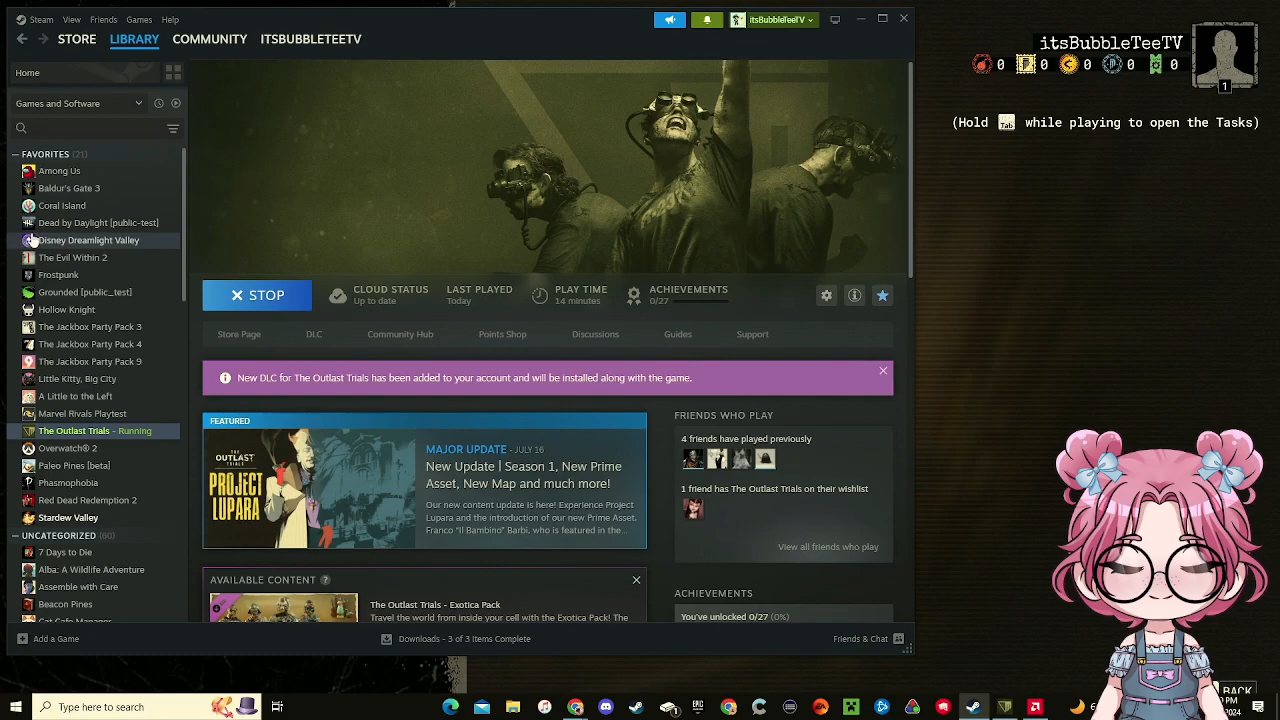 Steam View Friends Games Help
itsBubbleTeeTV
STORE LIBRARY COMMUNITY ITSBUBBLETEETV
Home
Games and Software
FAVORITES (21)
Among Us
Baldur's Gate 3
Coral Island
Dead by Daylight [public-test]
Disney Dreamlight Valley
The Evil Within 2
Frostpunk
Grounded [public_test]
Hollow Knight
The Jackbox Party Pack 3
The Jackbox Party Pack 4
The Jackbox Party Pack 9
Little Kitty, Big City
A Little to the Left
Marvel Rivals Playtest
The Outlast Trials - Running
Overwatch® 2
Paleo Pines [beta]
Phasmophobia
Red Dead Redemption 2
Stardew Valley
UNCATEGORIZED (60)
7 Days to Die
Alba: A Wildlife Adventure
Assemble with Care
Beacon Pines
Cat Cafe Manager
STOP
CLOUD STATUS
Up to date
LAST PLAYED
Today
PLAY TIME
14 minutes
ACHIEVEMENTS
0/27
Store Page DLC Community Hub Points Shop Discussions Guides Support
New DLC for The Outlast Trials has been added to your account and will be installed along with the game.
FEATURED
THE OUTLAST TRIALS
PROJECT
LUPARA
MAJOR UPDATE - JULY 16
New Update | Season 1, New Prime
Asset, New Map and much more!
Our new content update is here! Experience Project
Lupara and the introduction of our new Prime Asset,
Franco "Il Bambino" Barbi, who is featured in the...
AVAILABLE CONTENT ?
The Outlast Trials - Exotica Pack
Travel the world from inside your cell with the Exotica Pack! The
FRIENDS WHO PLAY
4 friends have played previously
1 friend has The Outlast Trials on their wishlist
View all friends who play
ACHIEVEMENTS
You've unlocked 0/27 (0%)
Add a Game
Downloads - 3 of 3 Items Complete
Friends & Chat
itsBubbleTeeTV
0 0 0 0 0
1
(Hold Tab while playing to open the Tasks)
BACK
Type here to search
PM
2024